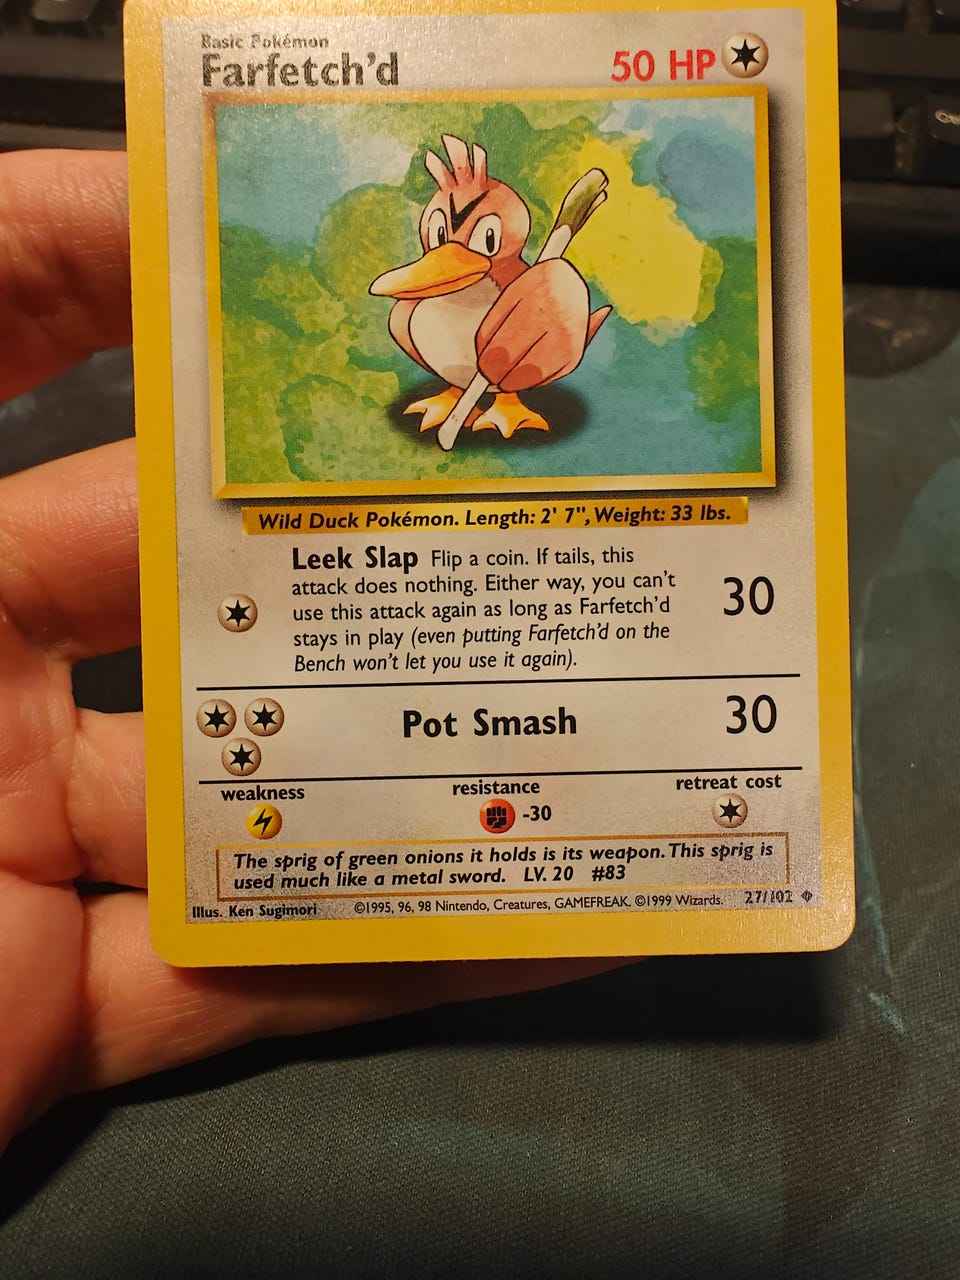 Basic Pokémon
Farfetch'd
50 HP
Wild Duck Pokémon. Length: 2' 7", Weight: 33 lbs.
Leek Slap Flip a coin. If tails, this
attack does nothing. Either way, you can't
use this attack again as long as Farfetch'd
stays in play (even putting Farfetch'd on the
Bench won't let you use it again).
30
Pot Smash 30
weakness resistance retreat cost
-30
The sprig of green onions it holds is its weapon. This sprig is
used much like a metal sword. LV. 20 #83
Illus. Ken Sugimori ©1995, 96, 98 Nintendo, Creatures, GAMEFREAK. ©1999 Wizards. 27/102